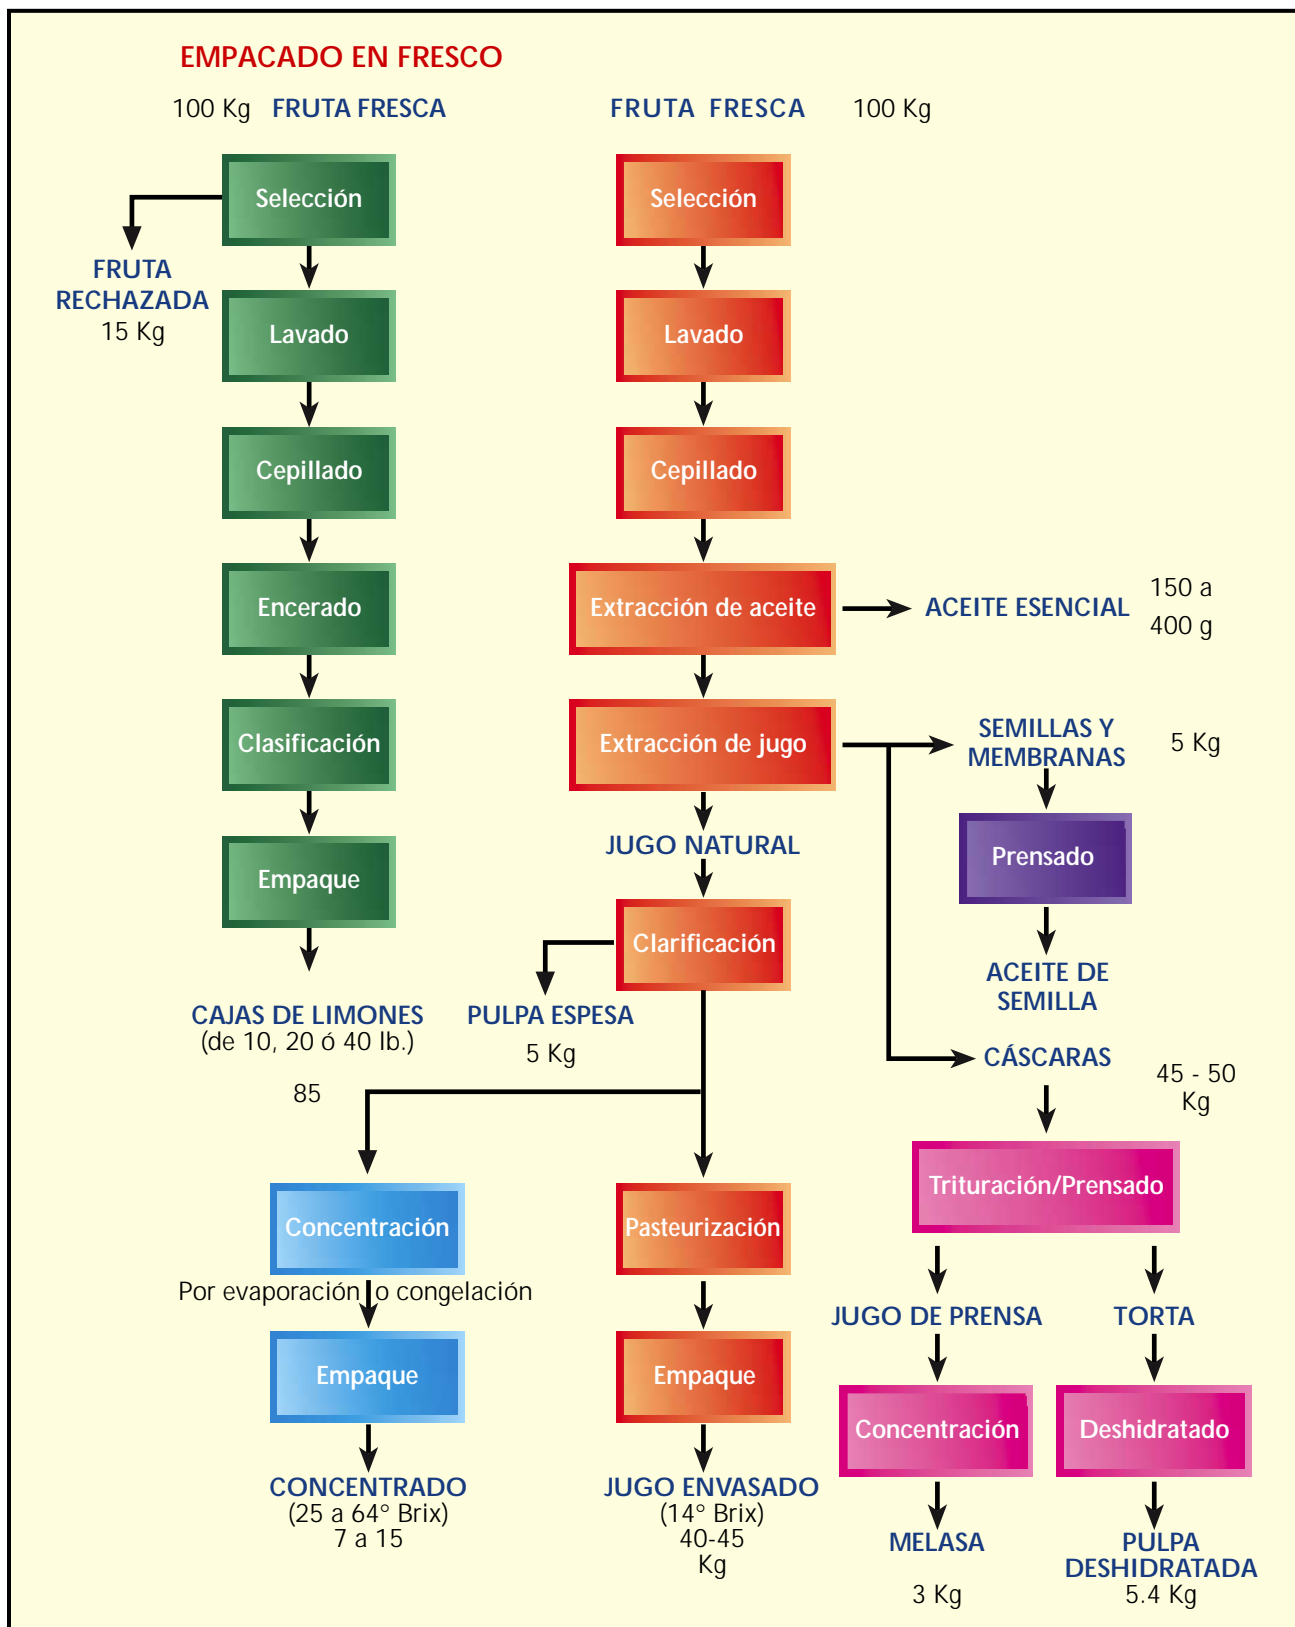 EMPACADO EN FRESCO
100 Kg FRUTA FRESCA
Selección
FRUTA
RECHAZADA
15 Kg
Lavado
Cepillado
Encerado
Clasificación
Empaque
CAJAS DE LIMONES
(de 10, 20 ó 40 lb.)
85
FRUTA FRESCA 100 Kg
Selección
Lavado
Cepillado
Extracción de aceite
ACEITE ESENCIAL
150 a
400 g
Extracción de jugo
SEMILLAS Y
MEMBRANAS
5 Kg
Prensado
ACEITE DE
SEMILLA
JUGO NATURAL
Clarificación
PULPA ESPESA
5 Kg
CÁSCARAS
45 - 50
Kg
Concentración
Por evaporación o congelación
Empaque
CONCENTRADO
(25 a 64° Brix)
7 a 15
Pasteurización
Empaque
JUGO ENVASADO
(14° Brix)
40-45
Kg
Trituración/Prensado
JUGO DE PRENSA
Concentración
MELASA
3 Kg
TORTA
Deshidratado
PULPA
DESHIDRATADA
5.4 Kg